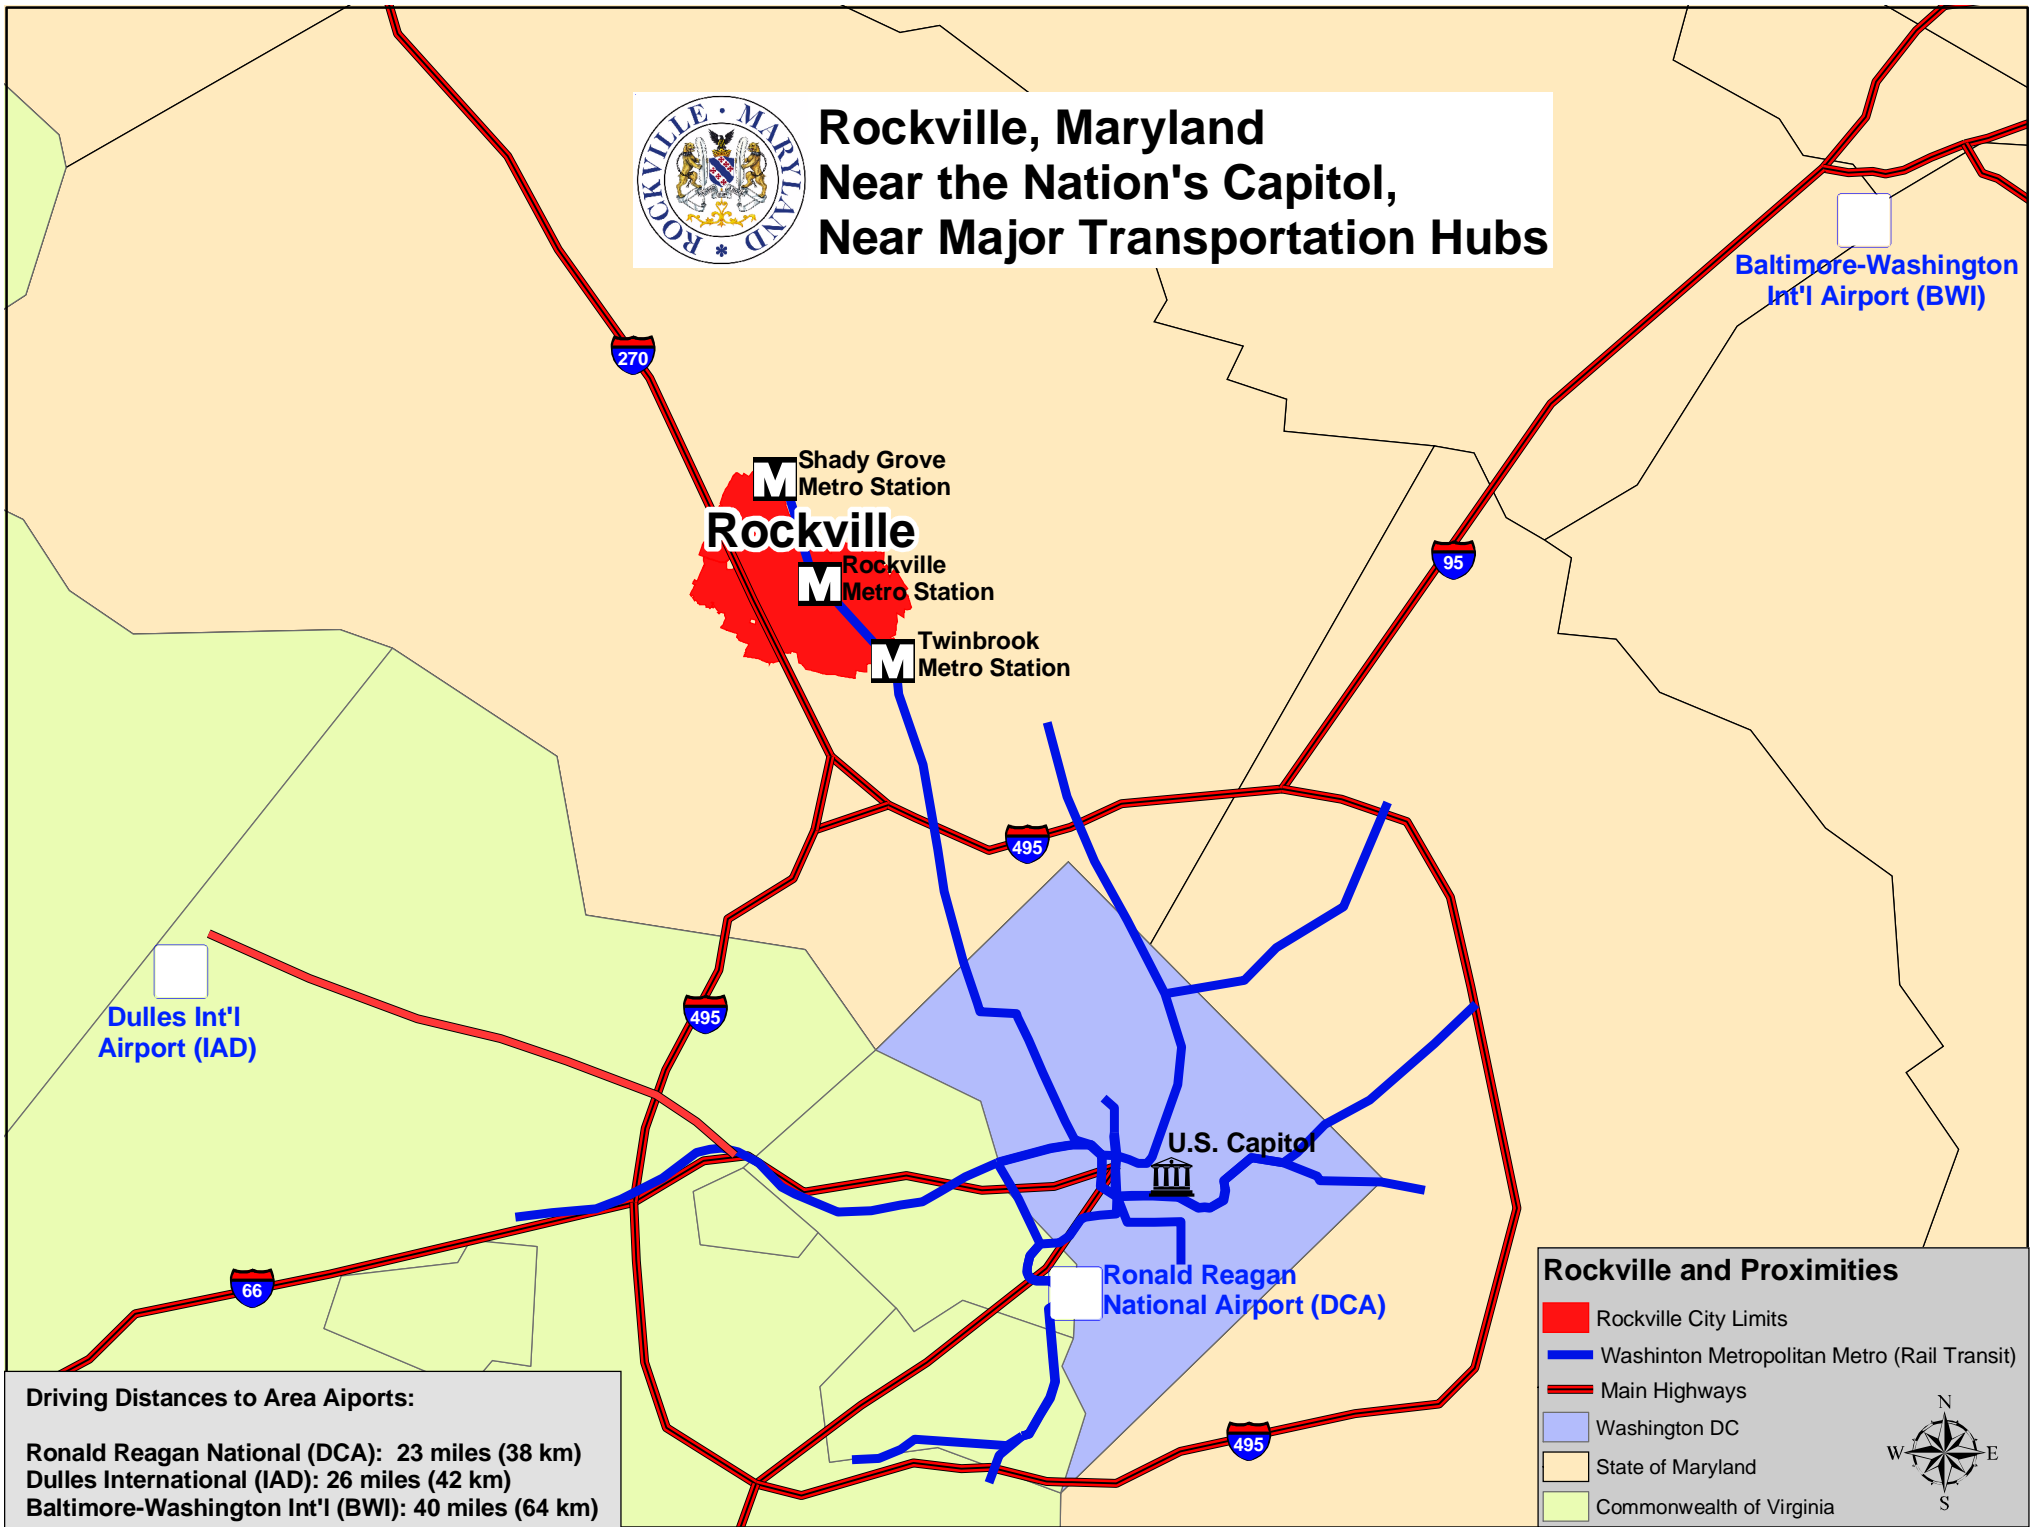 ROCKVILLE · MARYLAND
Rockville, Maryland
Near the Nation's Capitol,
Near Major Transportation Hubs
Baltimore-Washington
Int'l Airport (BWI)
270
Shady Grove
Metro Station
M
Rockville
Rockville
Metro Station
M
95
Twinbrook
Metro Station
M
495
Dulles Int'l
Airport (IAD)
495
U.S. Capitol
66
Ronald Reagan
National Airport (DCA)
495
Driving Distances to Area Aiports:
Ronald Reagan National (DCA): 23 miles (38 km)
Dulles International (IAD): 26 miles (42 km)
Baltimore-Washington Int'l (BWI): 40 miles (64 km)
Rockville and Proximities
Rockville City Limits
Washinton Metropolitan Metro (Rail Transit)
Main Highways
Washington DC
State of Maryland
Commonwealth of Virginia
N
W E
S